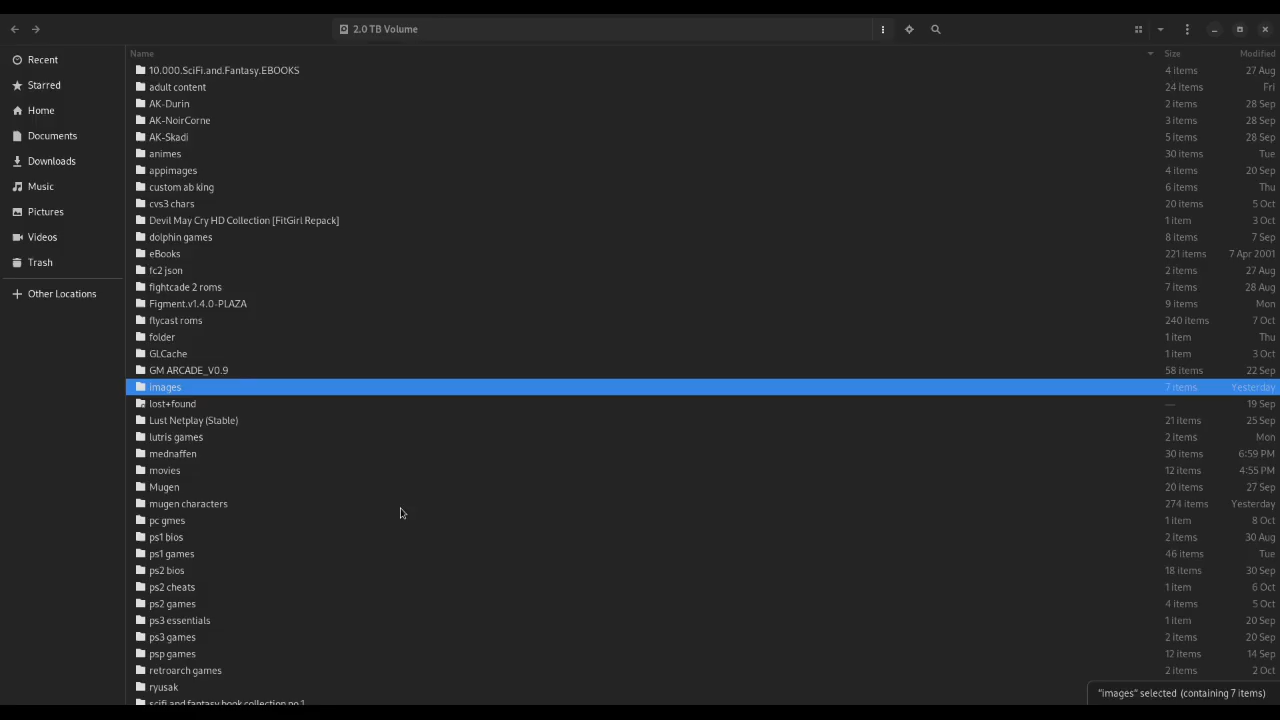 2.0 TB Volume
Recent
Starred
Home
Documents
Downloads
Music
Pictures
Videos
Trash
Other Locations
Name Size Modified
10.000.SciFi.and.Fantasy.EBOOKS 4 items 27 Aug
adult content 24 items Fri
AK-Durin 2 items 28 Sep
AK-NoirCorne 3 items 28 Sep
AK-Skadi 5 items 28 Sep
animes 30 items Tue
appimages 4 items 20 Sep
custom ab king 6 items Thu
cvs3 chars 20 items 5 Oct
Devil May Cry HD Collection [FitGirl Repack] 1 item 3 Oct
dolphin games 8 items 7 Sep
eBooks 221 items 7 Apr 2001
fc2 json 2 items 27 Aug
fightcade 2 roms 7 items 28 Aug
Figment.v1.4.0-PLAZA 9 items Mon
flycast roms 240 items 7 Oct
folder 1 item Thu
GLCache 1 item 3 Oct
GM ARCADE_V0.9 58 items 22 Sep
images 7 items Yesterday
lost+found — 19 Sep
Lust Netplay (Stable) 21 items 25 Sep
lutris games 2 items Mon
mednaffen 30 items 6:59 PM
movies 12 items 4:55 PM
Mugen 20 items 27 Sep
mugen characters 274 items Yesterday
pc gmes 1 item 8 Oct
ps1 bios 2 items 30 Aug
ps1 games 46 items Tue
ps2 bios 18 items 30 Sep
ps2 cheats 1 item 6 Oct
ps2 games 4 items 5 Oct
ps3 essentials 1 item 20 Sep
ps3 games 2 items 20 Sep
psp games 12 items 14 Sep
retroarch games 2 items 2 Oct
ryusak
scifi and fantasy book collection no 1
"images" selected (containing 7 items)